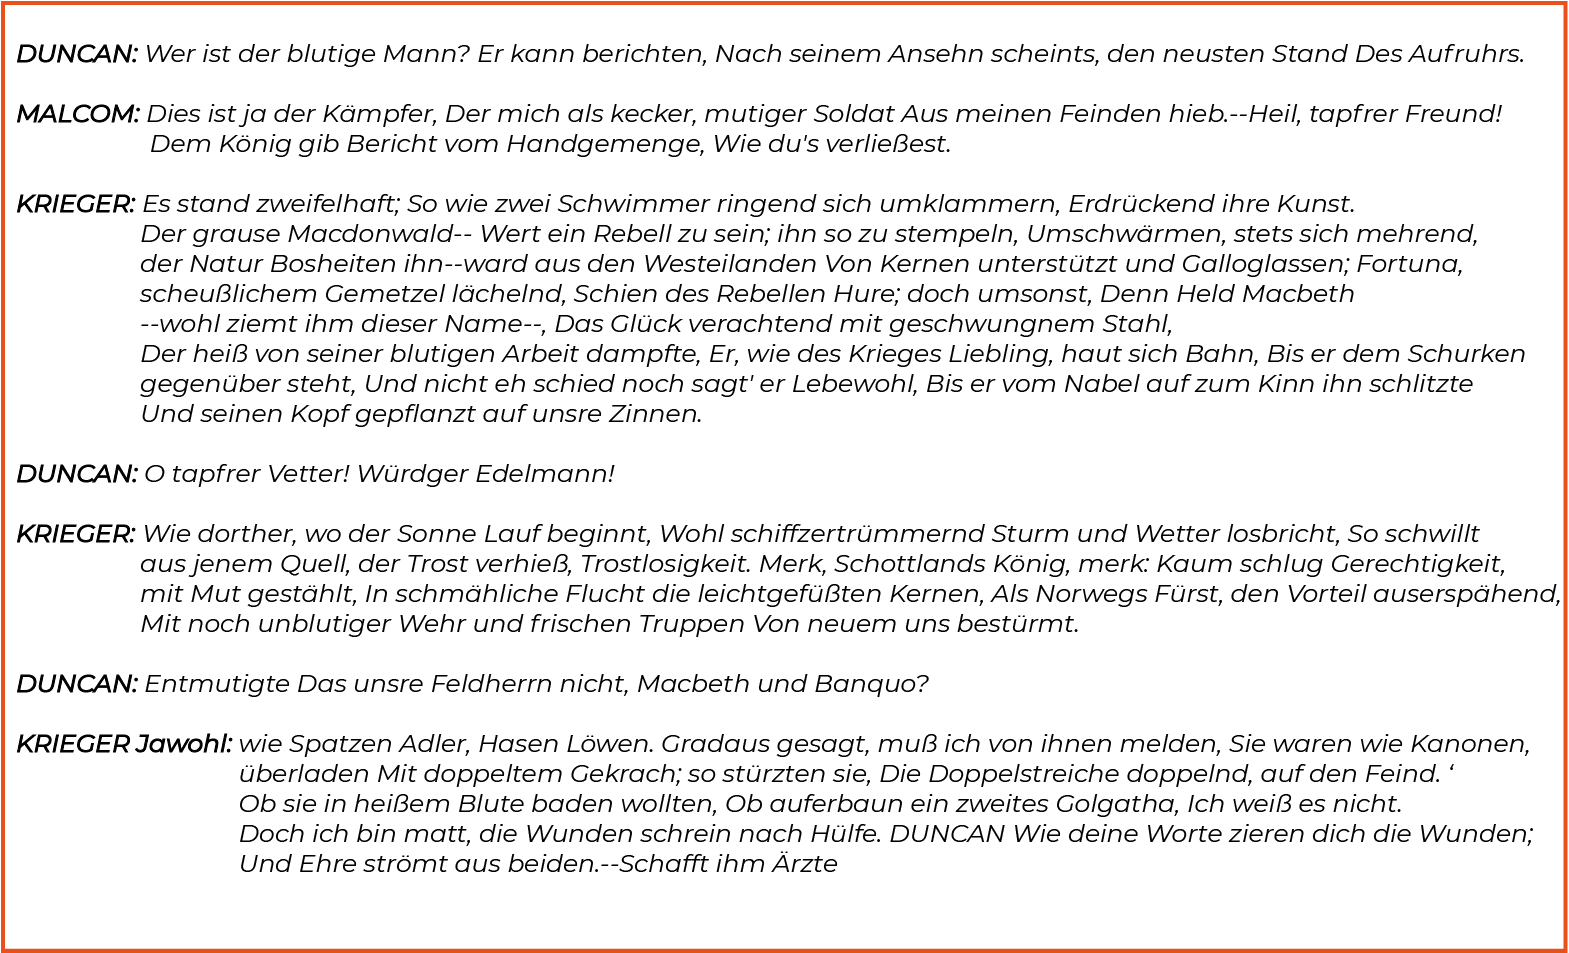 DUNCAN: Wer ist der blutige Mann? Er kann berichten, Nach seinem Ansehn scheints, den neusten Stand Des Aufruhrs.
MALCOM: Dies ist ja der Kämpfer, Der mich als kecker, mutiger Soldat Aus meinen Feinden hieb.--Heil, tapfrer Freund!
Dem König gib Bericht vom Handgemenge, Wie du's verließest.
KRIEGER: Es stand zweifelhaft; So wie zwei Schwimmer ringend sich umklammern, Erdrückend ihre Kunst.
Der grause Macdonwald-- Wert ein Rebell zu sein; ihn so zu stempeln, Umschwärmen, stets sich mehrend,
der Natur Bosheiten ihn--ward aus den Westeilanden Von Kernen unterstützt und Galloglassen; Fortuna,
scheußlichem Gemetzel lächelnd, Schien des Rebellen Hure; doch umsonst, Denn Held Macbeth
--wohl ziemt ihm dieser Name--, Das Glück verachtend mit geschwungnem Stahl,
Der heiß von seiner blutigen Arbeit dampfte, Er, wie des Krieges Liebling, haut sich Bahn, Bis er dem Schurken
gegenüber steht, Und nicht eh schied noch sagt' er Lebewohl, Bis er vom Nabel auf zum Kinn ihn schlitzte
Und seinen Kopf gepflanzt auf unsre Zinnen.
DUNCAN: O tapfrer Vetter! Würdger Edelmann!
KRIEGER: Wie dorther, wo der Sonne Lauf beginnt, Wohl schiffzertrümmernd Sturm und Wetter losbricht, So schwillt
aus jenem Quell, der Trost verhieß, Trostlosigkeit. Merk, Schottlands König, merk: Kaum schlug Gerechtigkeit,
mit Mut gestählt, In schmähliche Flucht die leichtgefüßten Kernen, Als Norwegs Fürst, den Vorteil auserspähend,
Mit noch unblutiger Wehr und frischen Truppen Von neuem uns bestürmt.
DUNCAN: Entmutigte Das unsre Feldherrn nicht, Macbeth und Banquo?
KRIEGER Jawohl: wie Spatzen Adler, Hasen Löwen. Gradaus gesagt, muß ich von ihnen melden, Sie waren wie Kanonen,
überladen Mit doppeltem Gekrach; so stürzten sie, Die Doppelstreiche doppelnd, auf den Feind. ‘
Ob sie in heißem Blute baden wollten, Ob auferbaun ein zweites Golgatha, Ich weiß es nicht.
Doch ich bin matt, die Wunden schrein nach Hülfe. DUNCAN Wie deine Worte zieren dich die Wunden;
Und Ehre strömt aus beiden.--Schafft ihm Ärzte